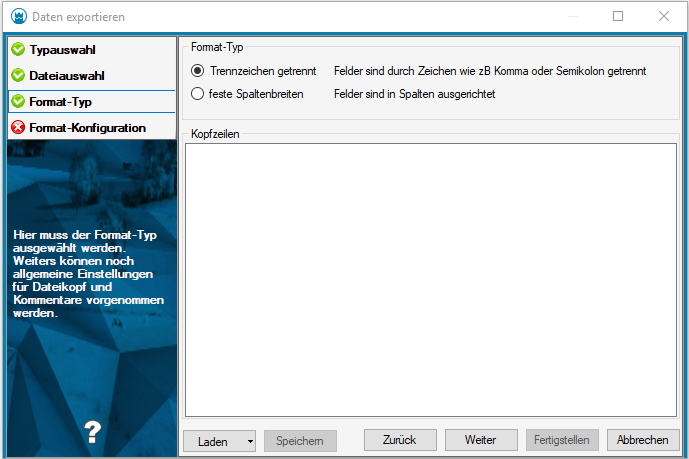 Daten exportieren
Typauswahl
Dateiauswahl
Format-Typ
Format-Konfiguration
Hier muss der Format-Typ
ausgewählt werden.
Weiters können noch
allgemeine Einstellungen
für Dateikopf und
Kommentare vorgenommen
werden.
?
Format-Typ
Trennzeichen getrennt Felder sind durch Zeichen wie zB Komma oder Semikolon getrennt
feste Spaltenbreiten Felder sind in Spalten ausgerichtet
Kopfzeilen
Laden Speichern Zurück Weiter Fertigstellen Abbrechen